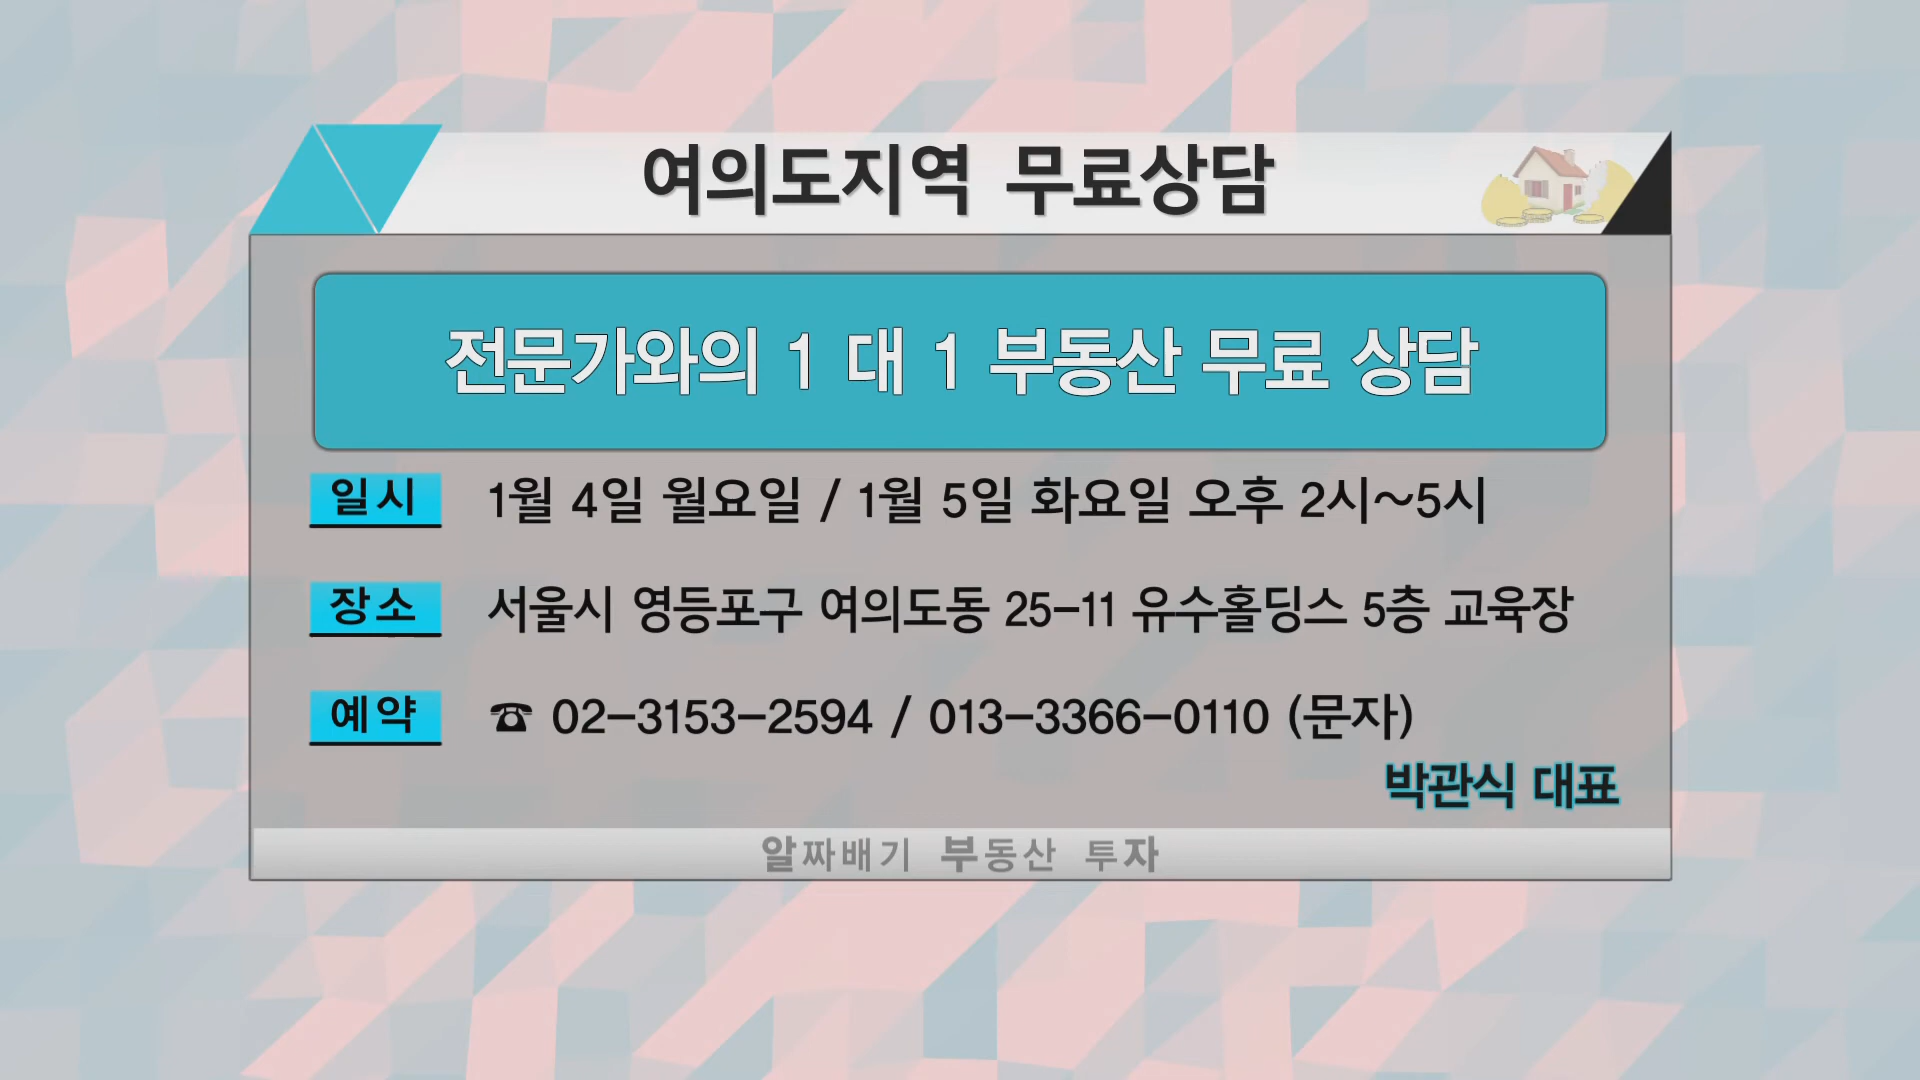 여의도지역 무료상담
전문가와의 1 대 1 부동산 무료 상담
일시 1월 4일 월요일 / 1월 5일 화요일 오후 2시~5시
장소 서울시 영등포구 여의도동 25-11 유수홀딩스 5층 교육장
예약 ☎ 02-3153-2594 / 013-3366-0110 (문자)
박관식 대표
알짜배기 부동산 투자